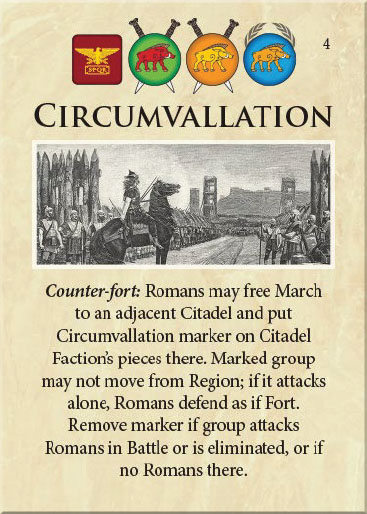 4
SPQR
CIRCUMVALLATION
Counter-fort: Romans may free March
to an adjacent Citadel and put
Circumvallation marker on Citadel
Faction's pieces there. Marked group
may not move from Region; if it attacks
alone, Romans defend as if Fort.
Remove marker if group attacks
Romans in Battle or is eliminated, or if
no Romans there.